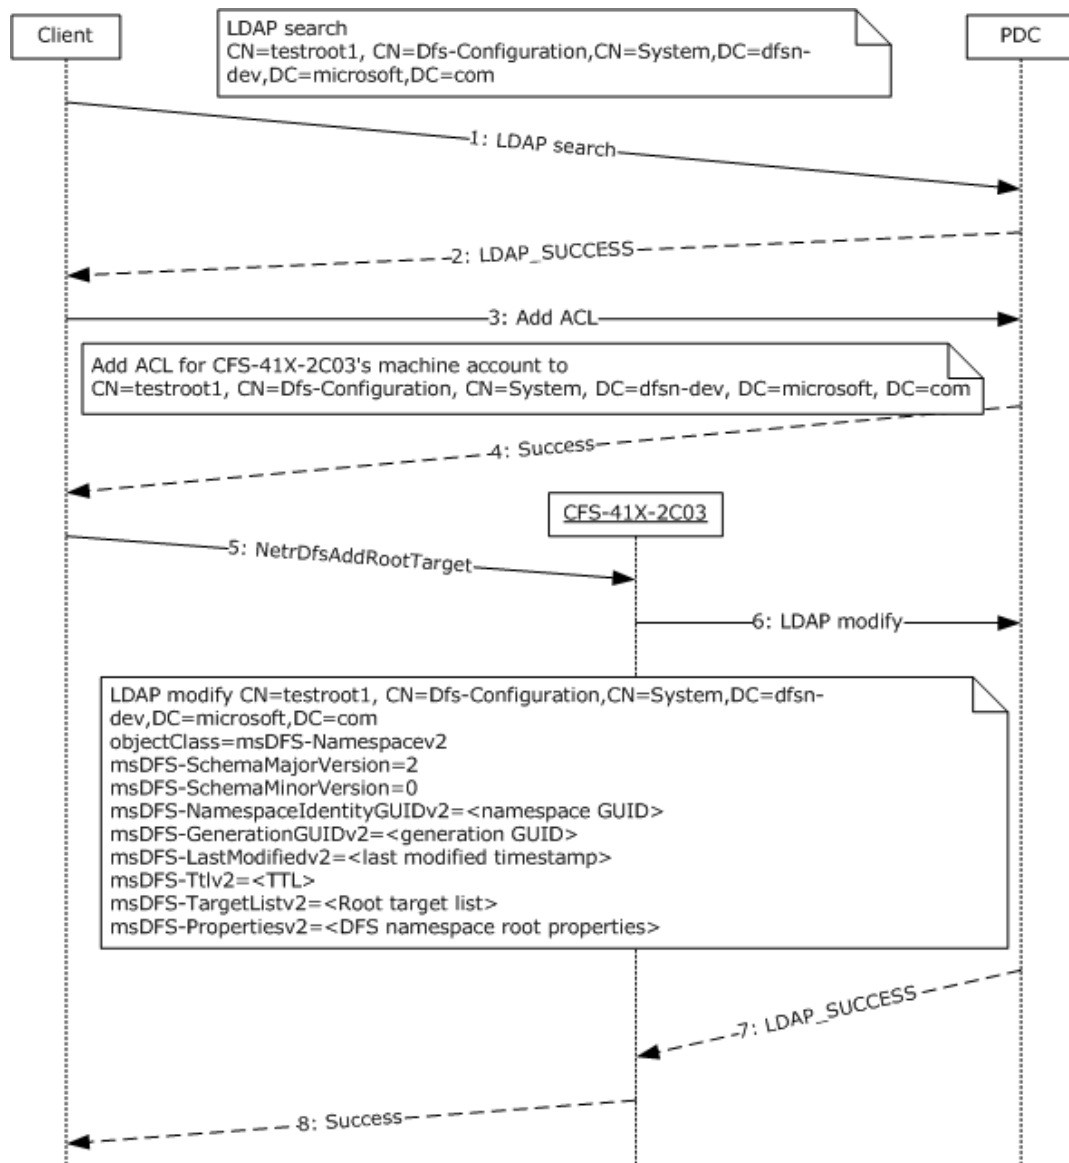 Client
LDAP search
CN=testroot1, CN=Dfs-Configuration,CN=System,DC=dfsn-
dev,DC=microsoft,DC=com
PDC
1: LDAP search
2: LDAP_SUCCESS
3: Add ACL
Add ACL for CFS-41X-2C03's machine account to
CN=testroot1, CN=Dfs-Configuration, CN=System, DC=dfsn-dev, DC=microsoft, DC=com
4: Success
CFS-41X-2C03
5: NetrDfsAddRootTarget
6: LDAP modify
LDAP modify CN=testroot1, CN=Dfs-Configuration,CN=System,DC=dfsn-
dev,DC=microsoft,DC=com
objectClass=msDFS-Namespacev2
msDFS-SchemaMajorVersion=2
msDFS-SchemaMinorVersion=0
msDFS-NamespaceIdentityGUIDv2=<namespace GUID>
msDFS-GenerationGUIDv2=<generation GUID>
msDFS-LastModifiedv2=<last modified timestamp>
msDFS-Ttlv2=<TTL>
msDFS-TargetListv2=<Root target list>
msDFS-Propertiesv2=<DFS namespace root properties>
7: LDAP_SUCCESS
8: Success